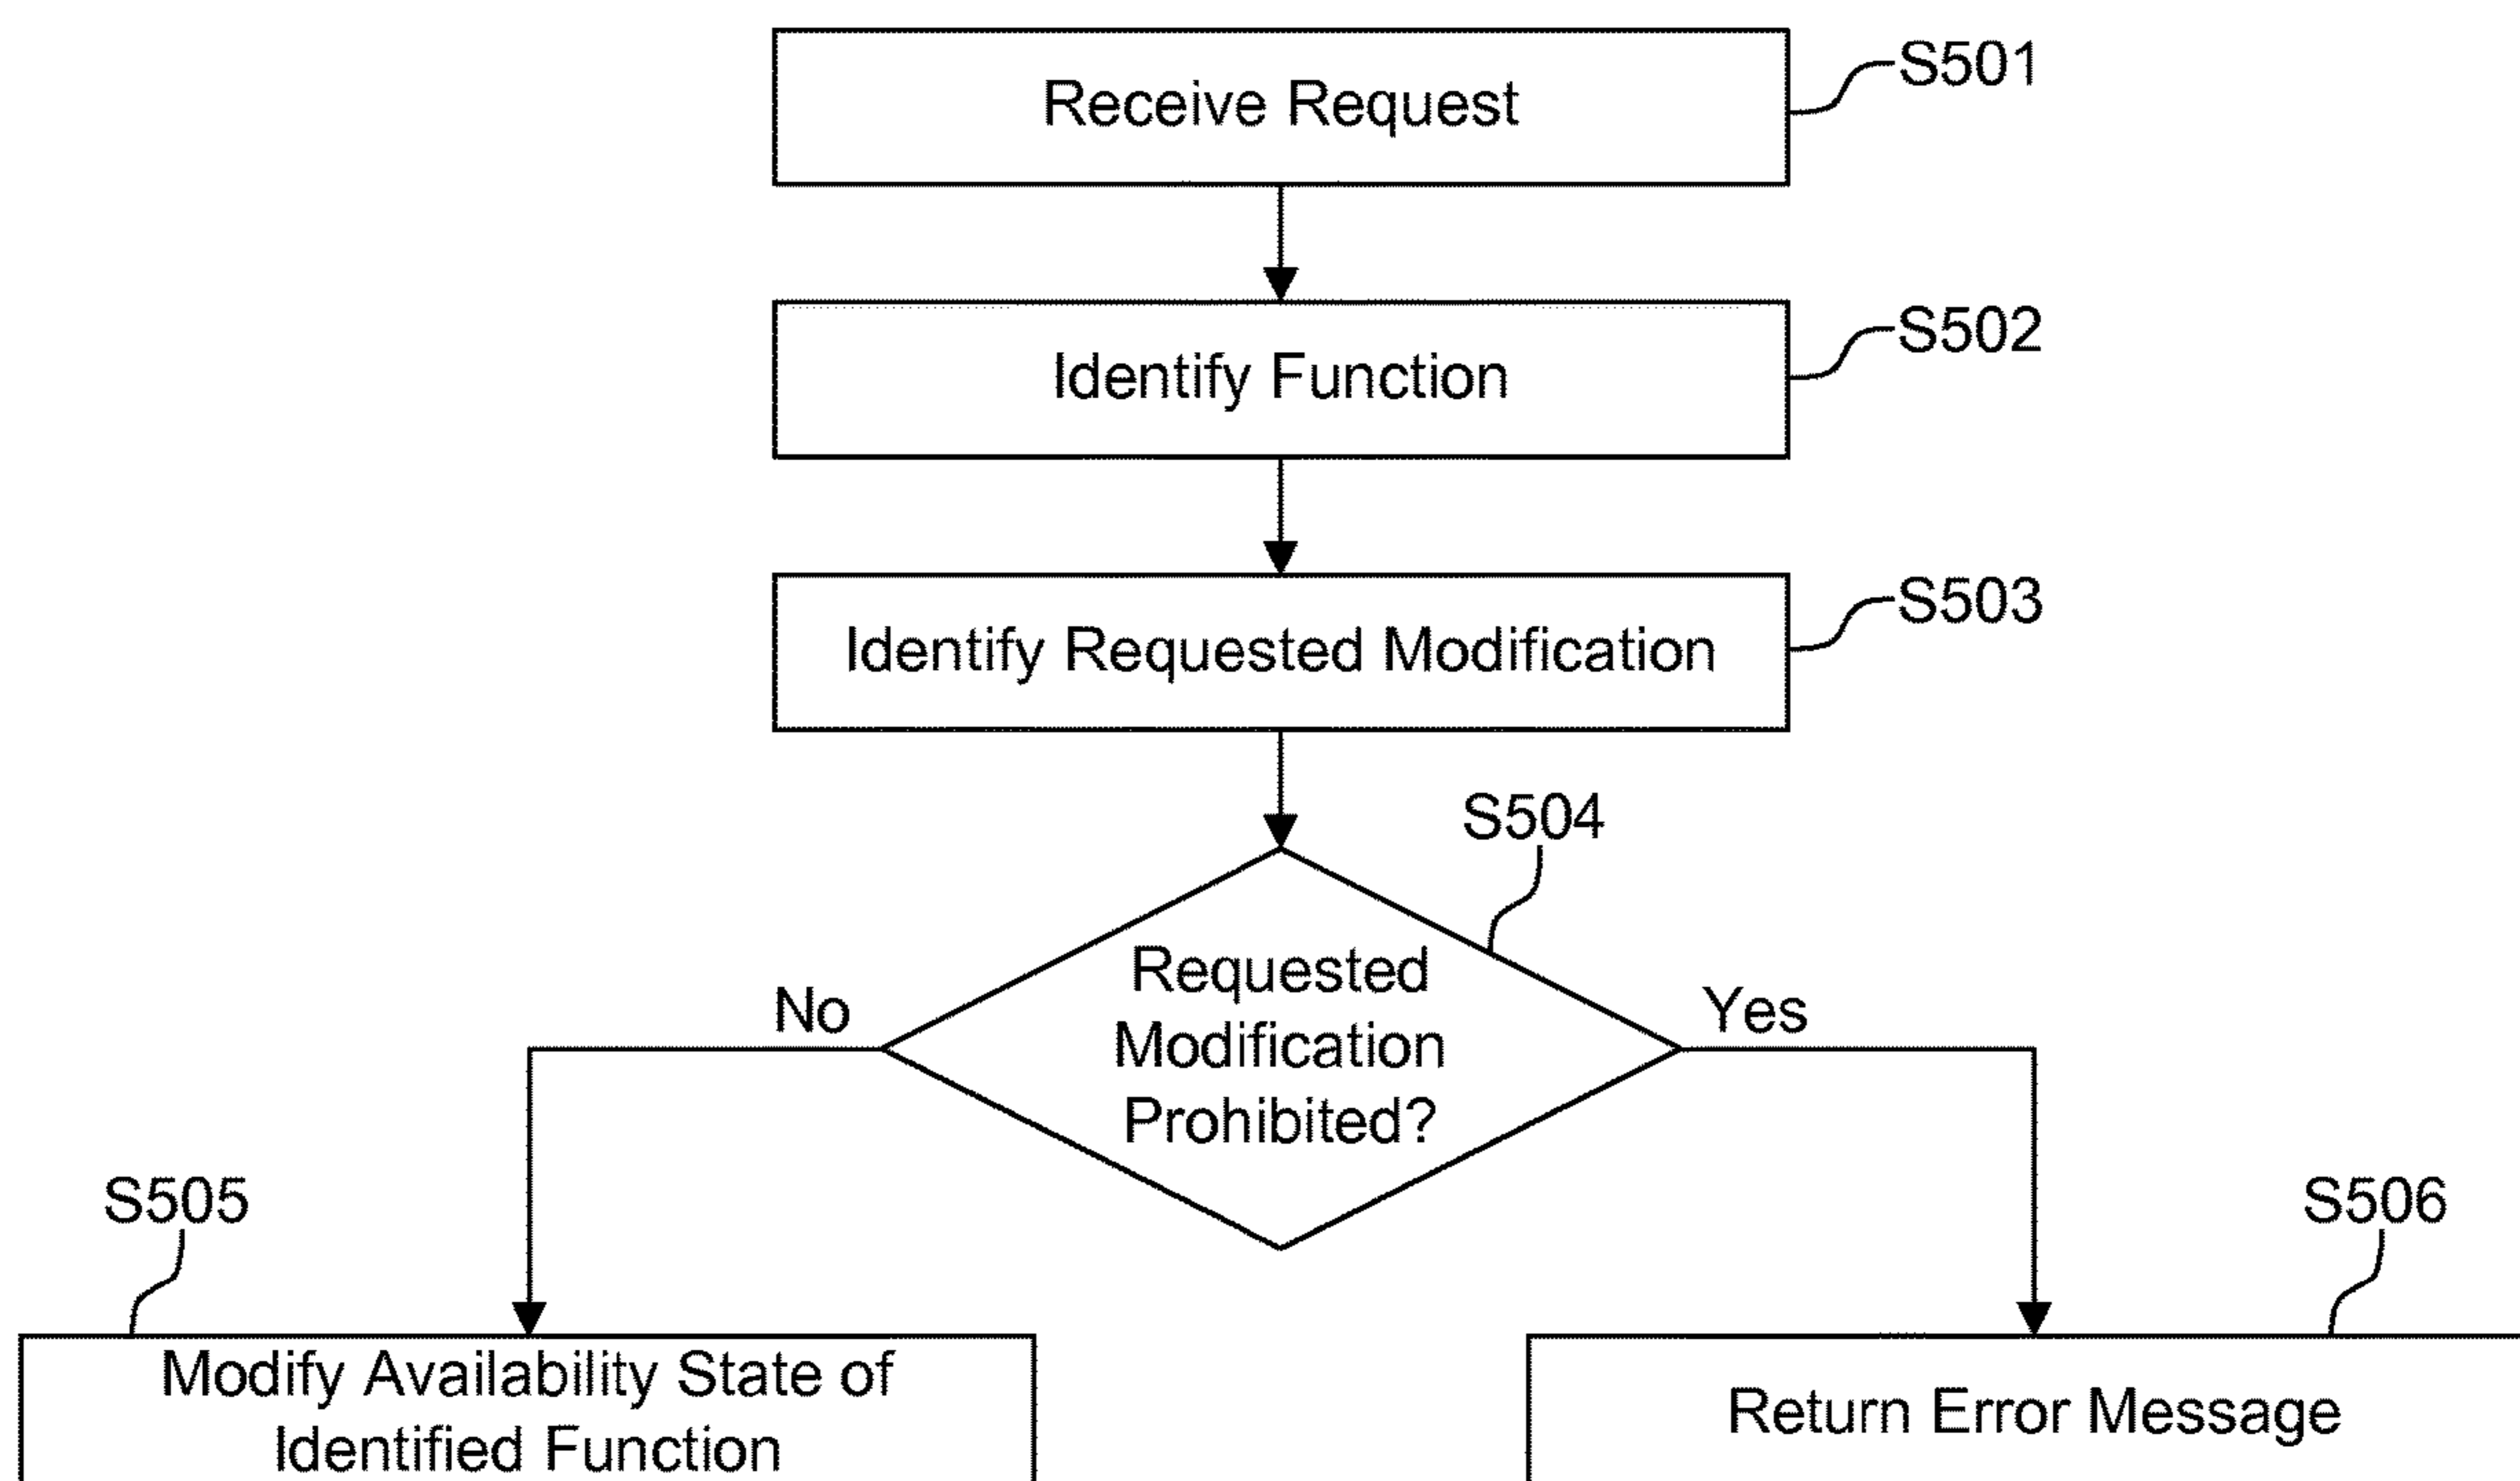 Receive Request
S501
Identify Function
S502
Identify Requested Modification
S503
S504
Requested
Modification
Prohibited?
No
Yes
S505
S506
Modify Availability State of
Identified Function
Return Error Message